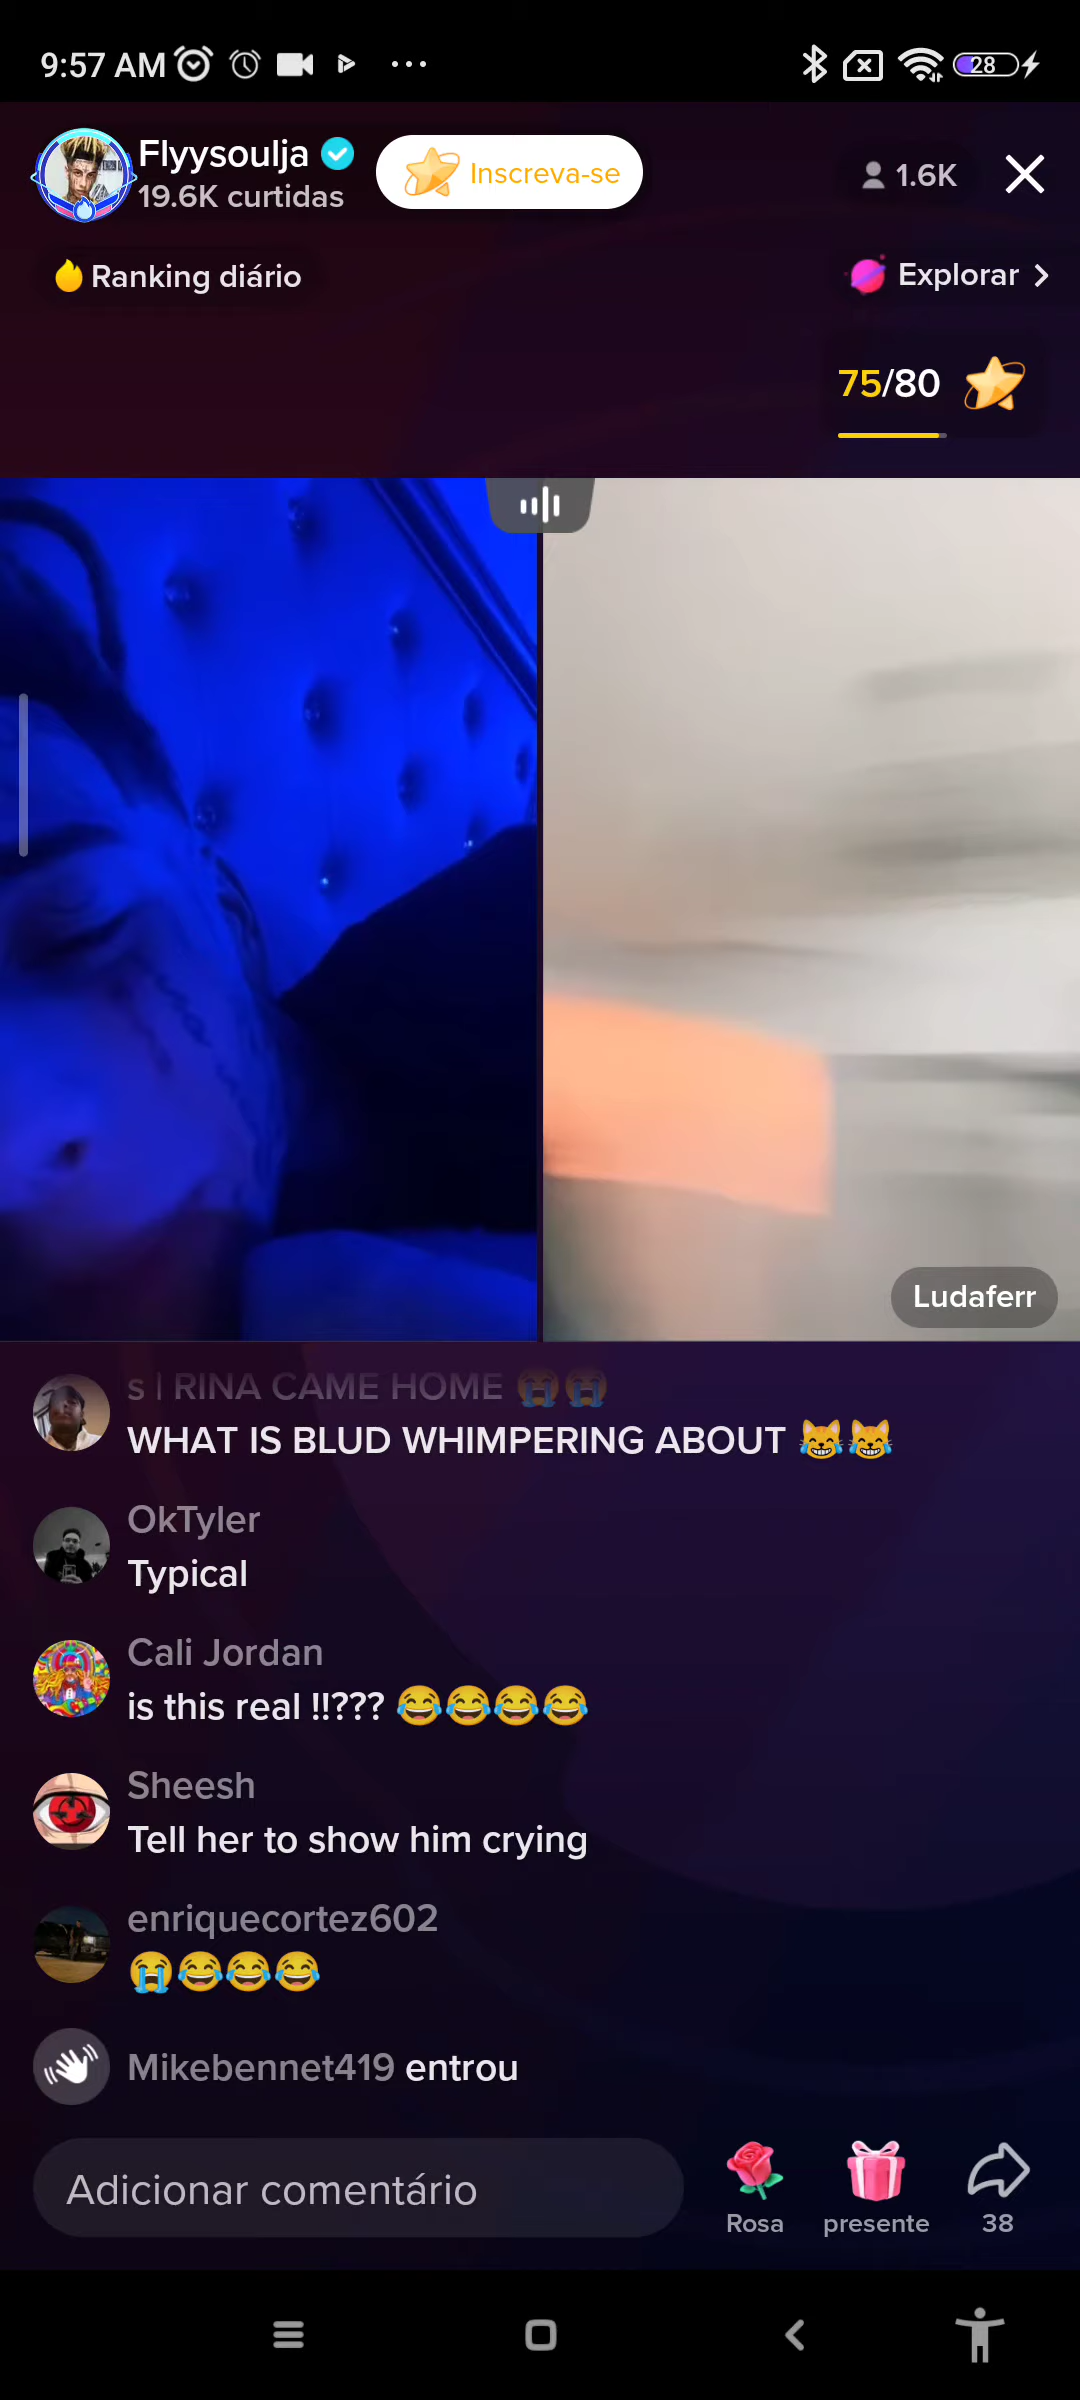 9:57 AM
28
Flyysoulja
19.6K curtidas
Inscreva-se
1.6K
Ranking diário
Explorar
75/80
Ludaferr
s | RINA CAME HOME 😭😭
WHAT IS BLUD WHIMPERING ABOUT 😹😹
OkTyler
Typical
Cali Jordan
is this real !!??? 😂😂😂😂
Sheesh
Tell her to show him crying
enriquecortez602
😭😂😂😂
Mikebennet419 entrou
Adicionar comentário
Rosa
presente
38